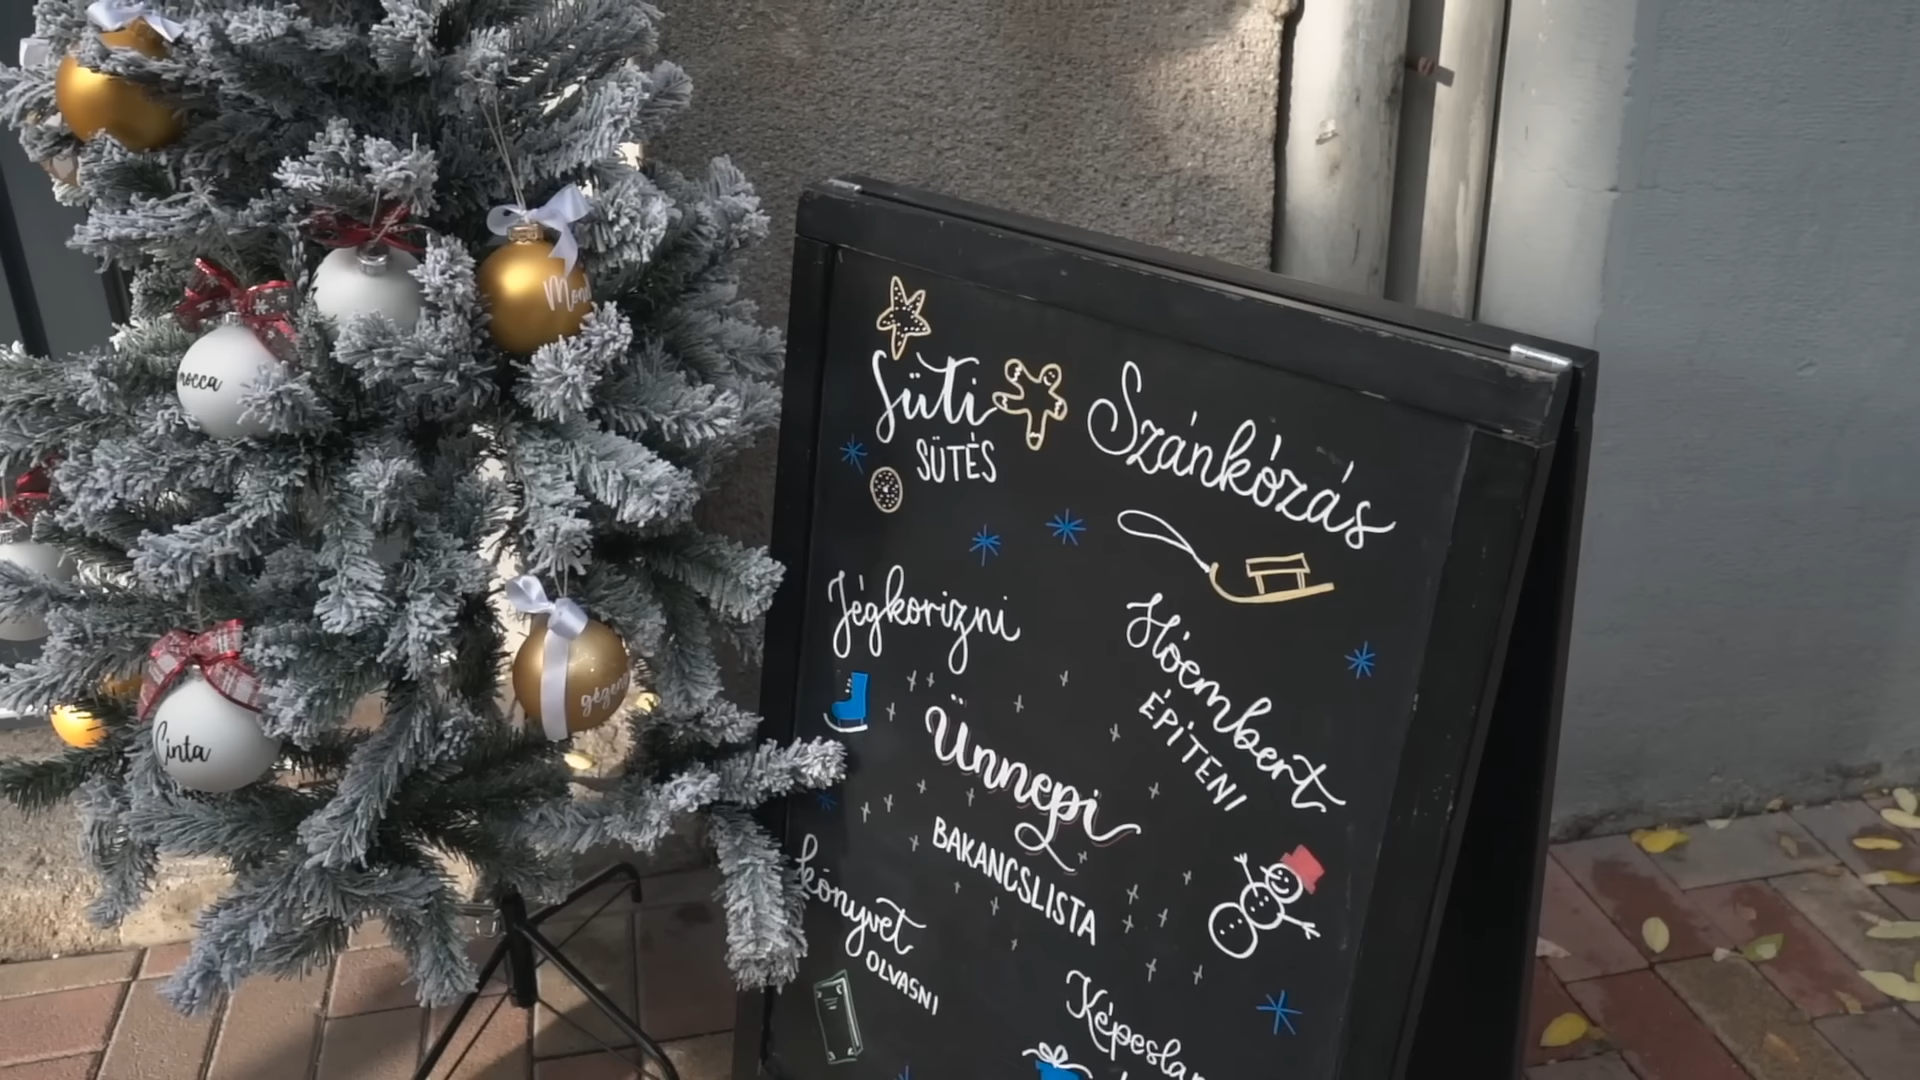 mocca
Cinta
Süti
SÜTÉS
Szánkózás
Jégkorizni
Hóembert
ÉPÍTENI
Ünnepi
BAKANCSLISTA
könyvet
OLVASNI